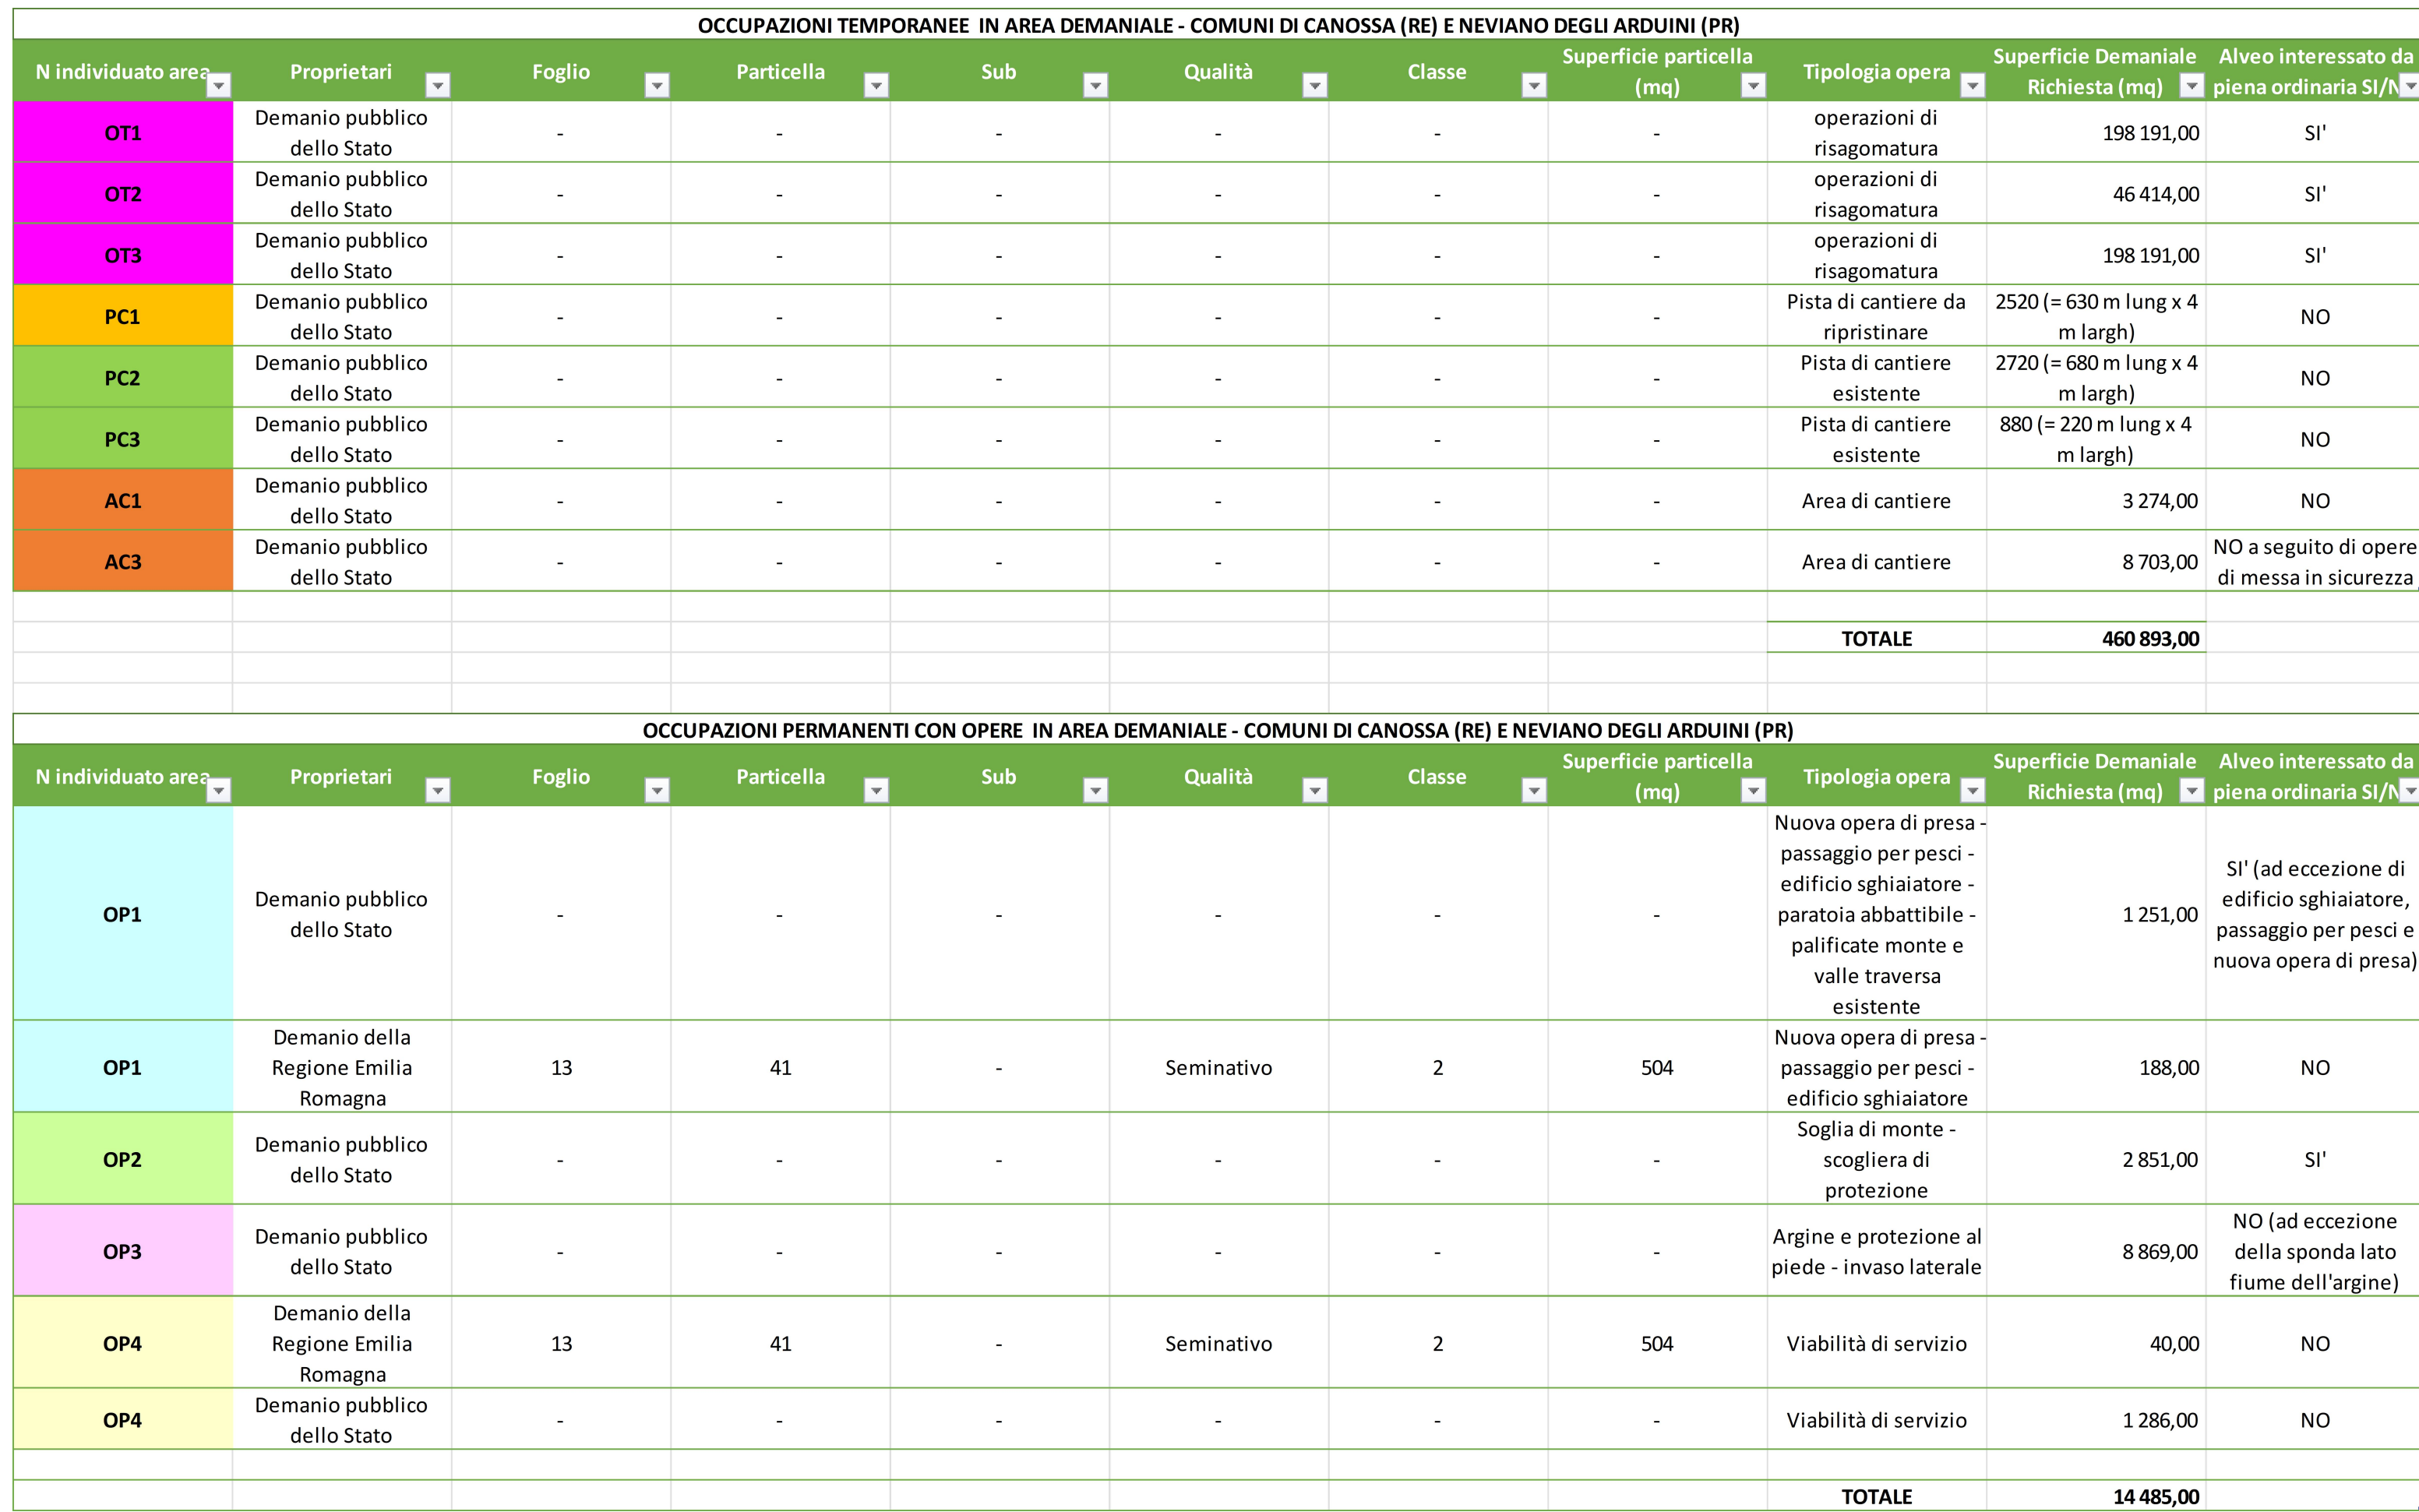 OCCUPAZIONI TEMPORANEE IN AREA DEMANIALE - COMUNI DI CANOSSA (RE) E NEVIANO DEGLI ARDUINI (PR)
N individuato area Proprietari Foglio Particella Sub Qualità Classe Superficie particella (mq) Tipologia opera Superficie Demaniale Richiesta (mq) Alveo interessato da piena ordinaria SI/N
OT1 Demanio pubblico dello Stato - - - - - - operazioni di risagomatura 198 191,00 SI'
OT2 Demanio pubblico dello Stato - - - - - - operazioni di risagomatura 46 414,00 SI'
OT3 Demanio pubblico dello Stato - - - - - - operazioni di risagomatura 198 191,00 SI'
PC1 Demanio pubblico dello Stato - - - - - - Pista di cantiere da ripristinare 2520 (= 630 m lung x 4 m largh) NO
PC2 Demanio pubblico dello Stato - - - - - - Pista di cantiere esistente 2720 (= 680 m lung x 4 m largh) NO
PC3 Demanio pubblico dello Stato - - - - - - Pista di cantiere esistente 880 (= 220 m lung x 4 m largh) NO
AC1 Demanio pubblico dello Stato - - - - - - Area di cantiere 3 274,00 NO
AC3 Demanio pubblico dello Stato - - - - - - Area di cantiere 8 703,00 NO a seguito di opere di messa in sicurezza
TOTALE 460 893,00
OCCUPAZIONI PERMANENTI CON OPERE IN AREA DEMANIALE - COMUNI DI CANOSSA (RE) E NEVIANO DEGLI ARDUINI (PR)
N individuato area Proprietari Foglio Particella Sub Qualità Classe Superficie particella (mq) Tipologia opera Superficie Demaniale Richiesta (mq) Alveo interessato da piena ordinaria SI/N
OP1 Demanio pubblico dello Stato - - - - - - Nuova opera di presa - passaggio per pesci - edificio sghiaiatore - paratoia abbattibile - palificate monte e valle traversa esistente 1 251,00 SI' (ad eccezione di edificio sghiaiatore, passaggio per pesci e nuova opera di presa)
OP1 Demanio della Regione Emilia Romagna 13 41 - Seminativo 2 504 Nuova opera di presa - passaggio per pesci - edificio sghiaiatore 188,00 NO
OP2 Demanio pubblico dello Stato - - - - - - Soglia di monte - scogliera di protezione 2 851,00 SI'
OP3 Demanio pubblico dello Stato - - - - - - Argine e protezione al piede - invaso laterale 8 869,00 NO (ad eccezione della sponda lato fiume dell'argine)
OP4 Demanio della Regione Emilia Romagna 13 41 - Seminativo 2 504 Viabilità di servizio 40,00 NO
OP4 Demanio pubblico dello Stato - - - - - - Viabilità di servizio 1 286,00 NO
TOTALE 14 485,00